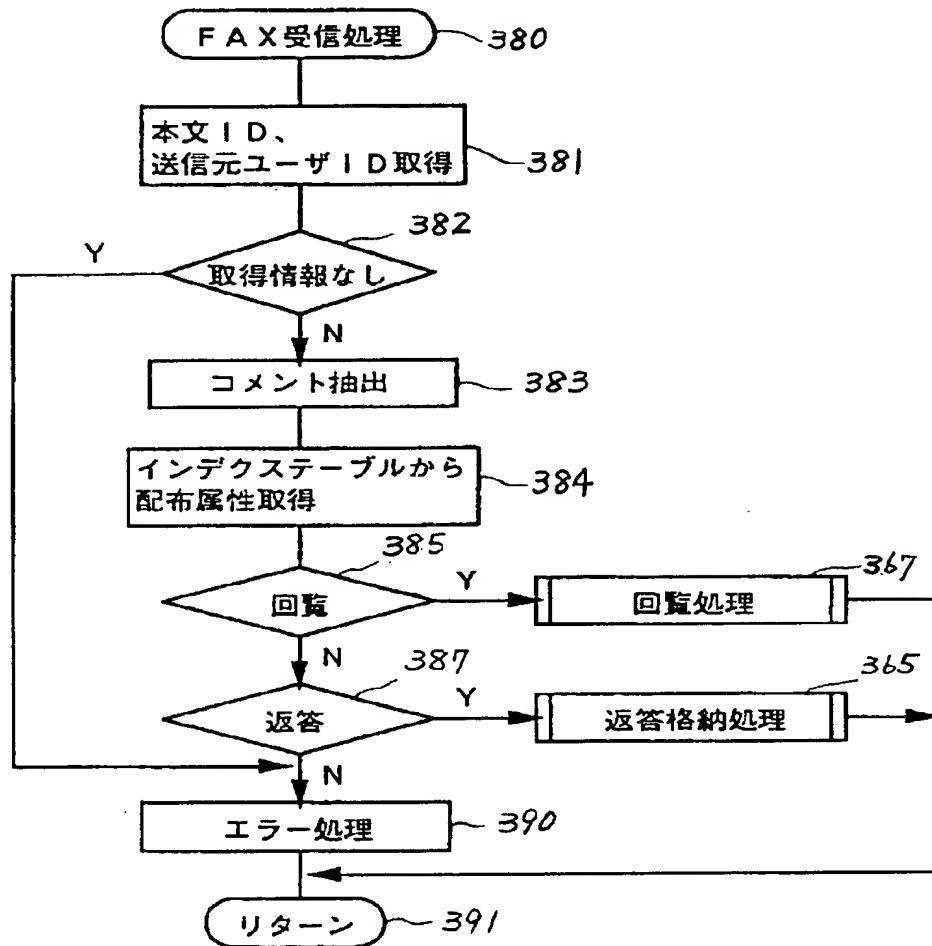 FAX受信処理
380
本文ID、
送信元ユーザID取得
381
382
Y
取得情報なし
N
コメント抽出
383
インデクステーブルから
配布属性取得
384
385
回覧
Y
367
回覧処理
N
387
返答
Y
365
返答格納処理
N
エラー処理
390
リターン
391